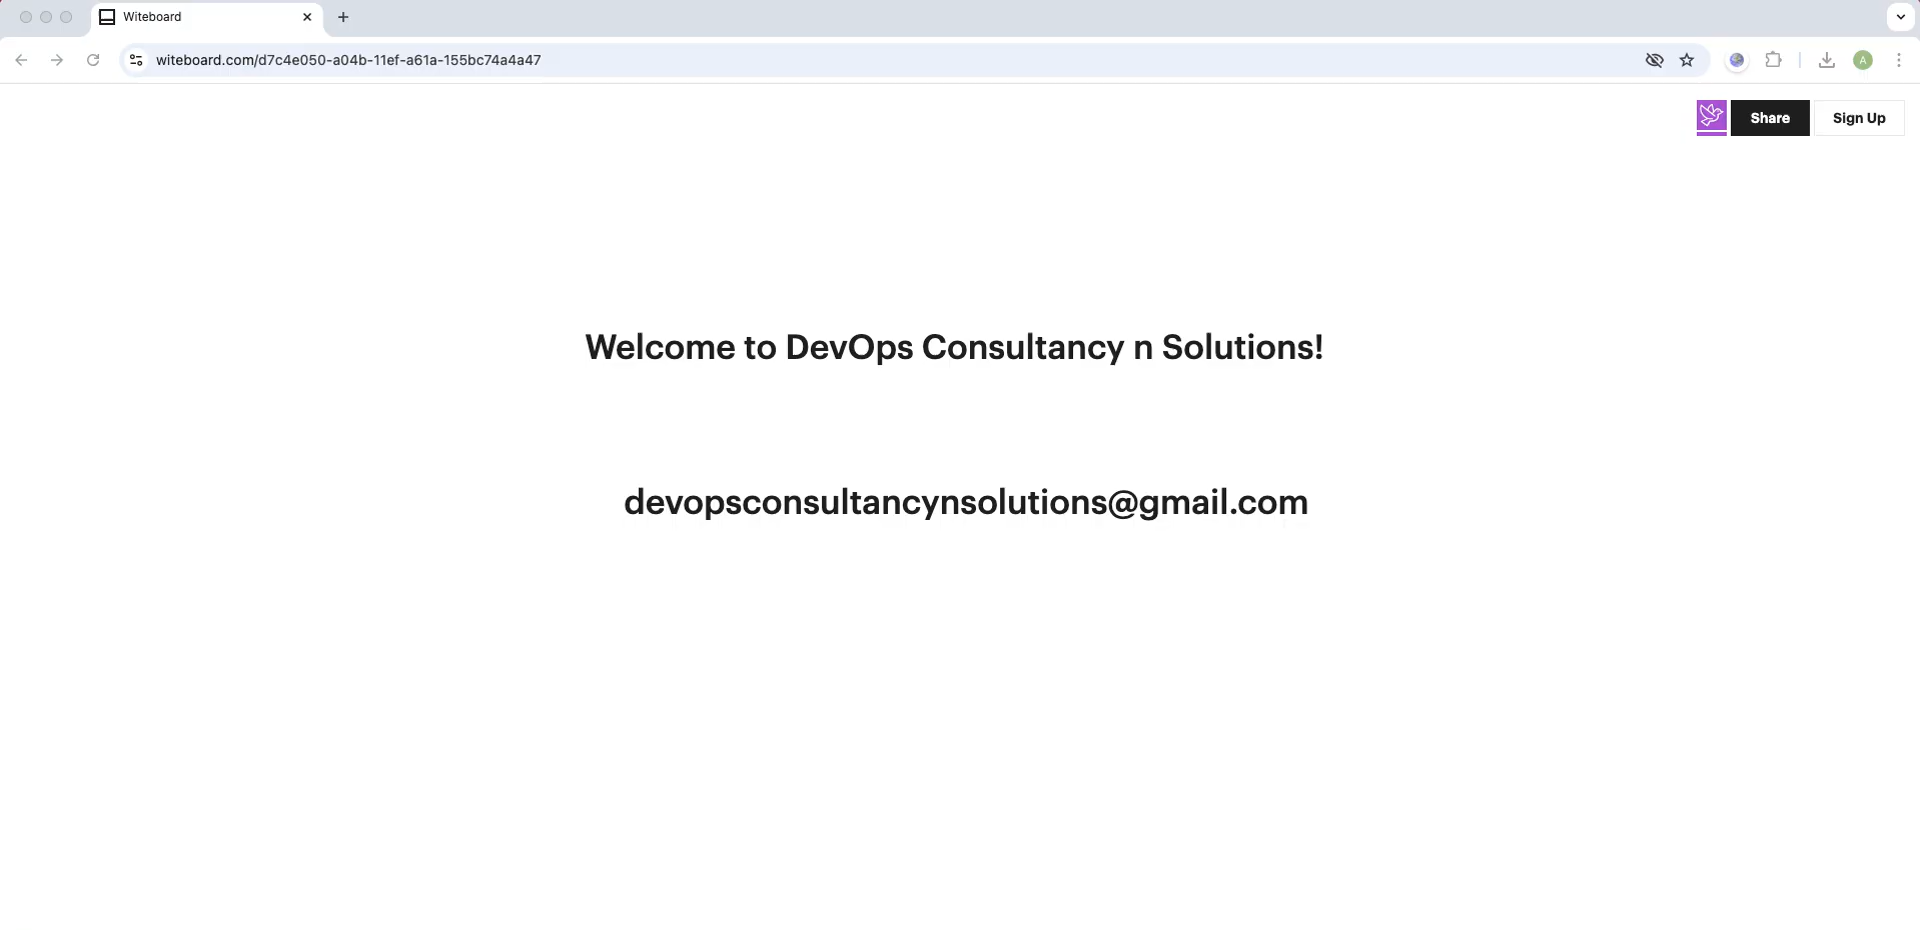 Witeboard
witeboard.com/d7c4e050-a04b-11ef-a61a-155bc74a4a47
A
Share
Sign Up
Welcome to DevOps Consultancy n Solutions!
devopsconsultancynsolutions@gmail.com